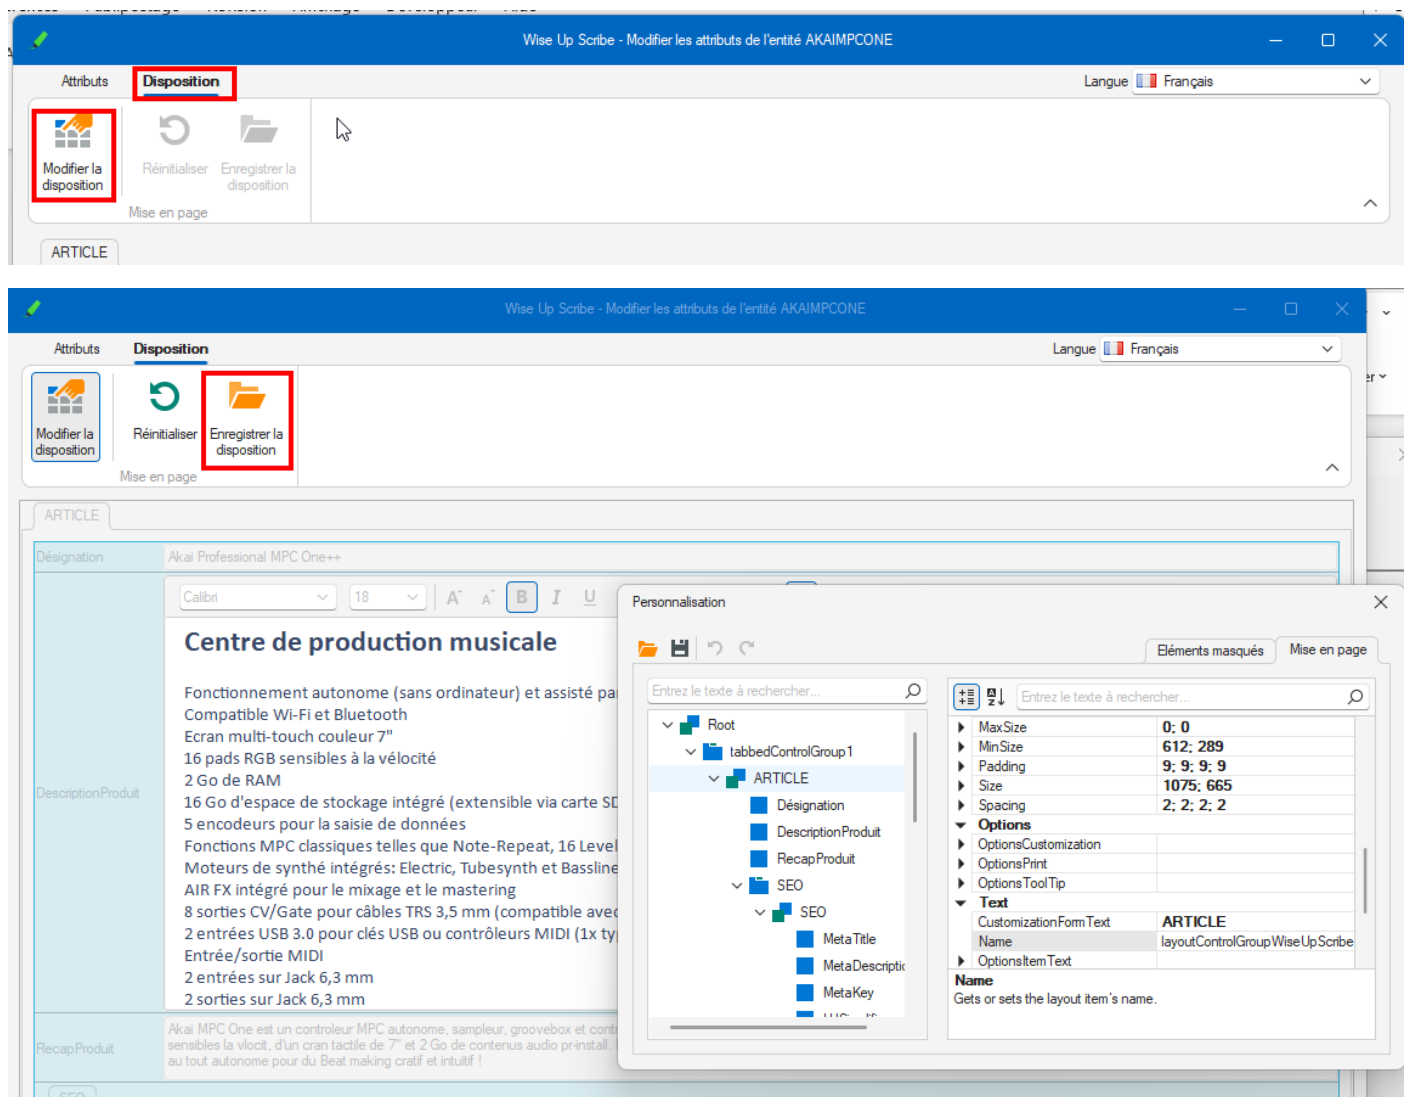 Wise Up Scribe - Modifier les attributs de l'entité AKAIMPCONE
Attributs Disposition Langue Français
Modifier la disposition Réinitialiser Enregistrer la disposition
Mise en page
ARTICLE
Wise Up Scribe - Modifier les attributs de l'entité AKAIMPCONE
Attributs Disposition Langue Français
Modifier la disposition Réinitialiser Enregistrer la disposition
Mise en page
ARTICLE
Désignation Akai Professional MPC One++
Calibri 18 A A B I U
DescriptionProduit
Centre de production musicale
Fonctionnement autonome (sans ordinateur) et assisté pa
Compatible Wi-Fi et Bluetooth
Ecran multi-touch couleur 7"
16 pads RGB sensibles à la vélocité
2 Go de RAM
16 Go d'espace de stockage intégré (extensible via carte SD
5 encodeurs pour la saisie de données
Fonctions MPC classiques telles que Note-Repeat, 16 Level
Moteurs de synthé intégrés: Electric, Tubesynth et Bassline
AIR FX intégré pour le mixage et le mastering
8 sorties CV/Gate pour câbles TRS 3,5 mm (compatible avec
2 entrées USB 3.0 pour clés USB ou contrôleurs MIDI (1x ty
Entrée/sortie MIDI
2 entrées sur Jack 6,3 mm
2 sorties sur Jack 6,3 mm
RecapProduit
Akai MPC One est un controleur MPC autonome, sampleur, groovebox et cont
sensibles la vlocit, d'un cran tactile de 7" et 2 Go de contenus audio pr-install.
au tout autonome pour du Beat making cratif et intuitif !
SEO
Personnalisation
Eléments masqués Mise en page
Entrez le texte à rechercher...
Root
tabbedControlGroup1
ARTICLE
Désignation
DescriptionProduit
RecapProduit
SEO
SEO
MetaTitle
MetaDescriptic
MetaKey
Entrez le texte à rechercher...
MaxSize 0; 0
MinSize 612; 289
Padding 9; 9; 9; 9
Size 1075; 665
Spacing 2; 2; 2; 2
Options
OptionsCustomization
OptionsPrint
OptionsToolTip
Text
CustomizationFormText ARTICLE
Name layoutControlGroupWiseUpScribe
OptionsItemText
Name
Gets or sets the layout item's name.